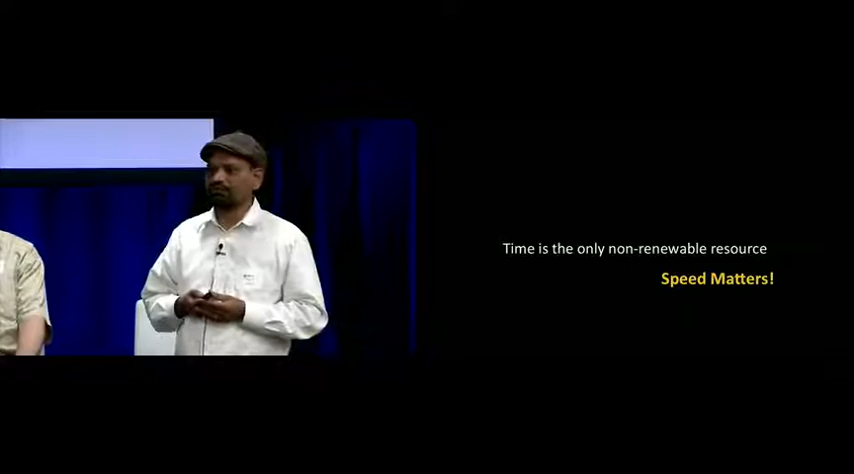 Time is the only non-renewable resource
Speed Matters!